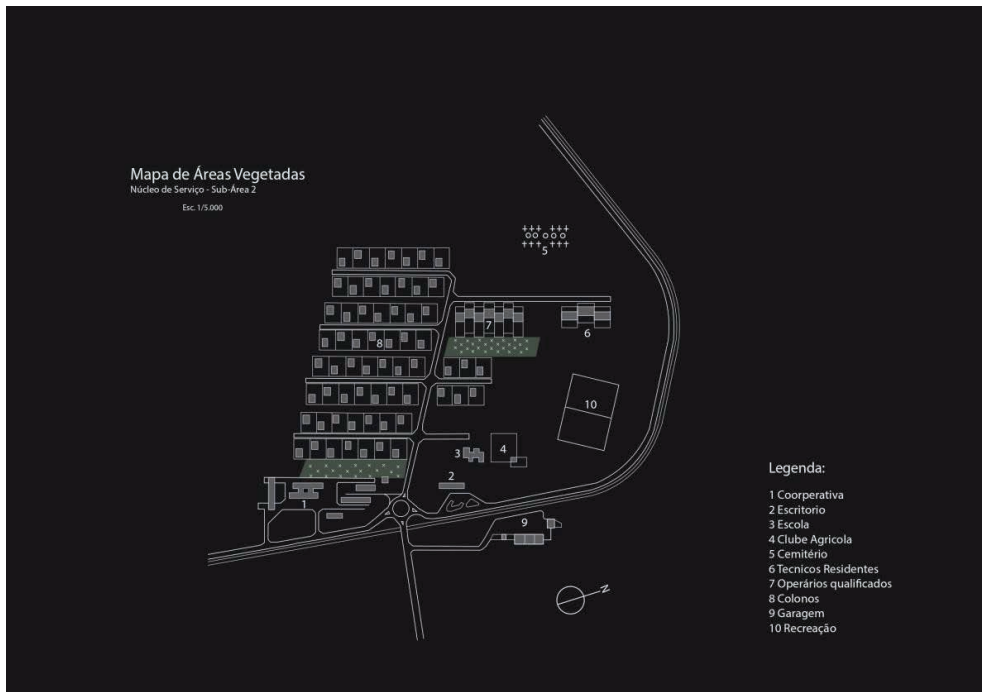 Mapa de Áreas Vegetadas
Núcleo de Serviço - Sub-Área 2
Esc. 1/5.000
5
7
6
8
10
3
4
2
1
9
N
Legenda:
1 Coorperativa
2 Escritorio
3 Escola
4 Clube Agricola
5 Cemitério
6 Tecnicos Residentes
7 Operários qualificados
8 Colonos
9 Garagem
10 Recreação